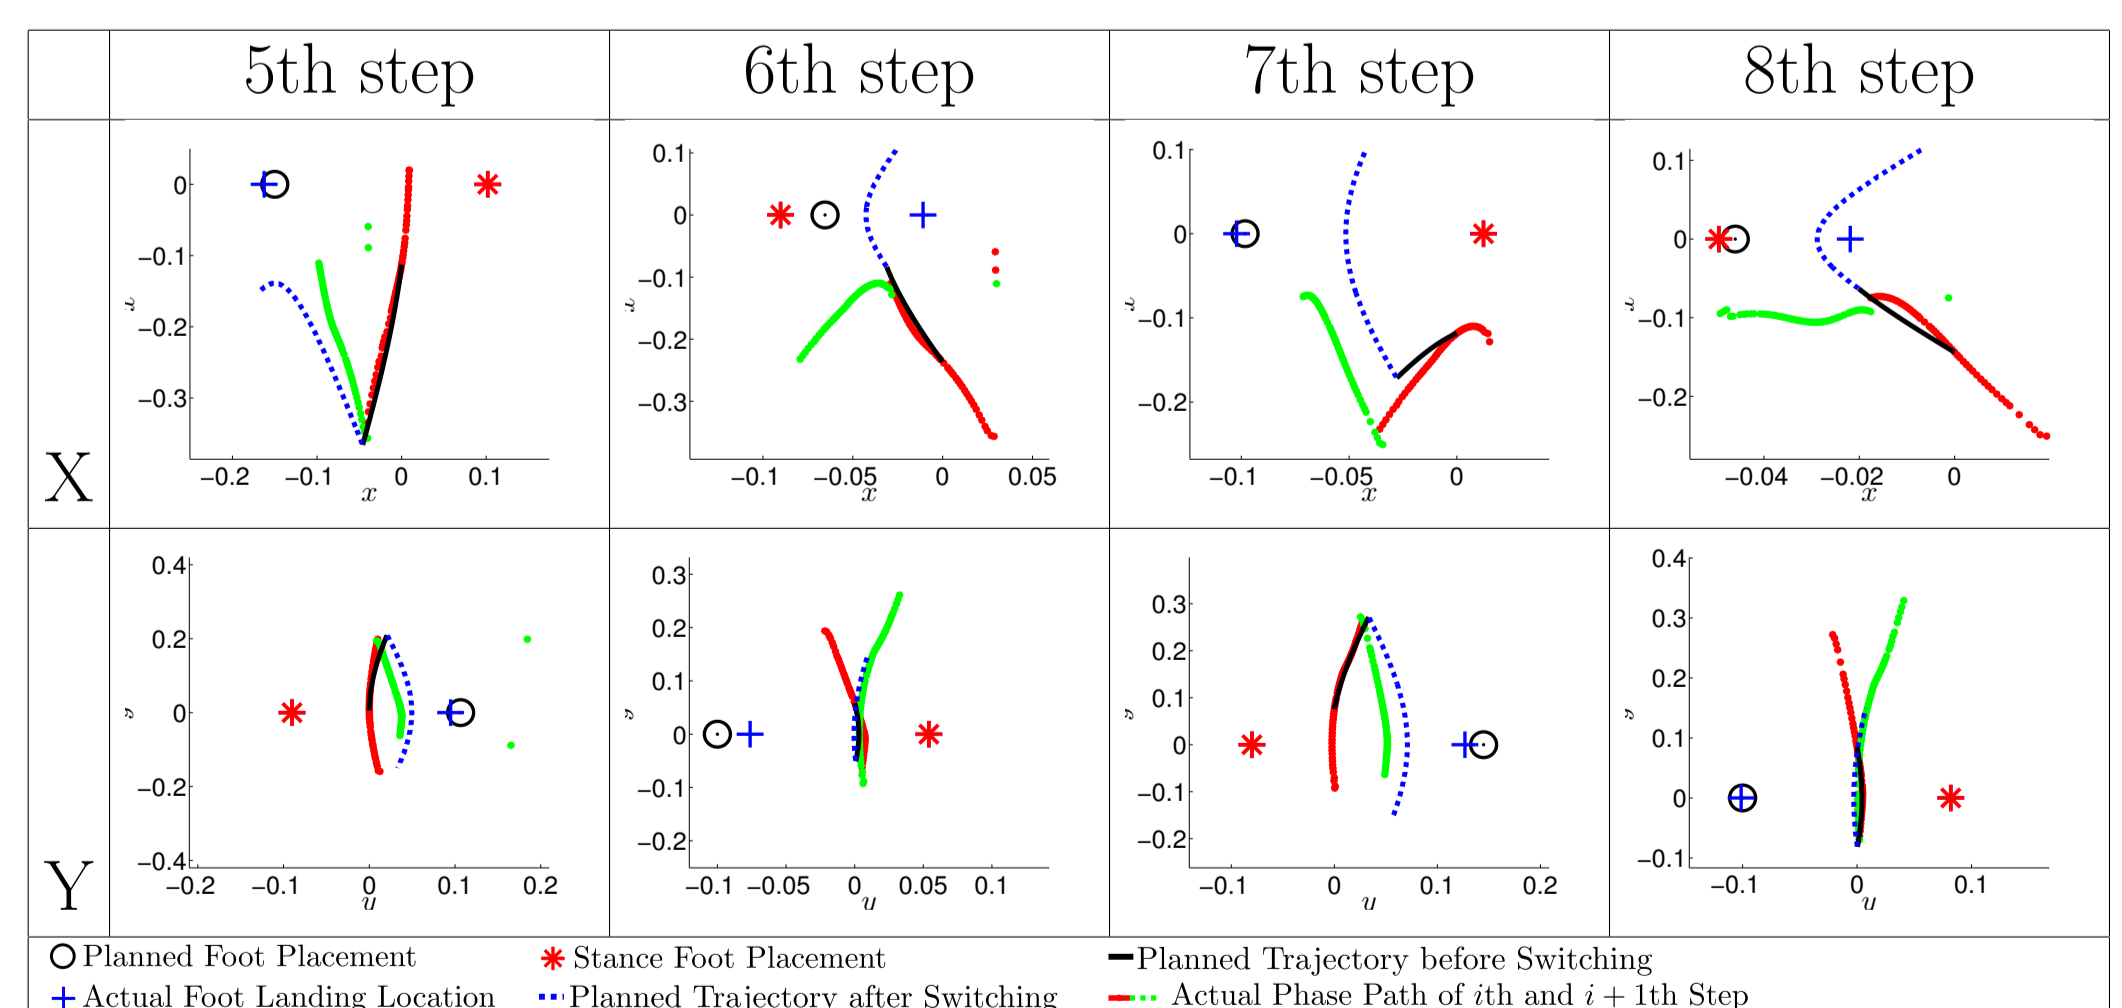 5th step 6th step 7th step 8th step
X
0 −0.1 −0.2 −0.3
−0.2 −0.1 0 0.1
x
0.1 0 −0.1 −0.2 −0.3
−0.1 −0.05 0 0.05
x
0.1 0 −0.1 −0.2
−0.1 −0.05 0
x
0.1 0 −0.1 −0.2
−0.04 −0.02 0
x
Y
0.4 0.2 0 −0.2 −0.4
−0.2 −0.1 0 0.1 0.2
y
0.3 0.2 0.1 0 −0.1 −0.2
−0.1 −0.05 0 0.05 0.1
y
0.3 0.2 0.1 0 −0.1 −0.2
−0.1 0 0.1 0.2
y
0.4 0.3 0.2 0.1 0 −0.1
−0.1 0 0.1
y
Planned Foot Placement Stance Foot Placement Planned Trajectory before Switching
Actual Foot Landing Location Planned Trajectory after Switching Actual Phase Path of ith and i + 1th Step